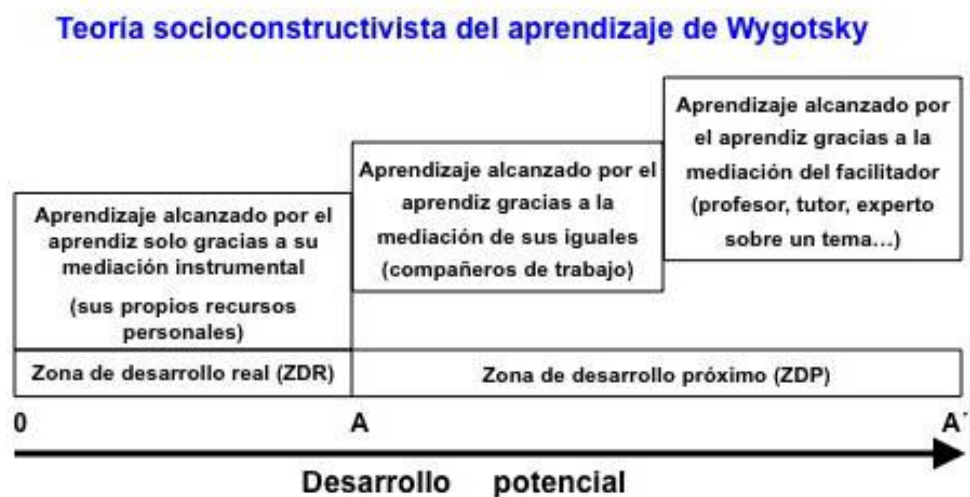 Teoría socioconstructivista del aprendizaje de Wygotsky
Aprendizaje alcanzado por el
aprendiz solo gracias a su
mediación instrumental
(sus propios recursos
personales)
Aprendizaje alcanzado por el
aprendiz gracias a la
mediación de sus iguales
(compañeros de trabajo)
Aprendizaje alcanzado por
el aprendiz gracias a la
mediación del facilitador
(profesor, tutor, experto
sobre un tema...)
Zona de desarrollo real (ZDR)
Zona de desarrollo próximo (ZDP)
0 A A´
Desarrollo potencial